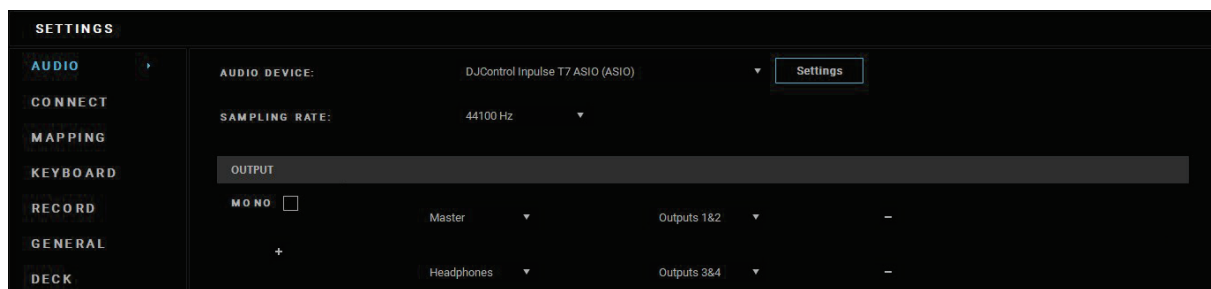 SETTINGS
AUDIO
CONNECT
MAPPING
KEYBOARD
RECORD
GENERAL
DECK
AUDIO DEVICE: DJControl Inpulse T7 ASIO (ASIO) Settings
SAMPLING RATE: 44100 Hz
OUTPUT
MONO
Master Outputs 1&2 –
+
Headphones Outputs 3&4 –